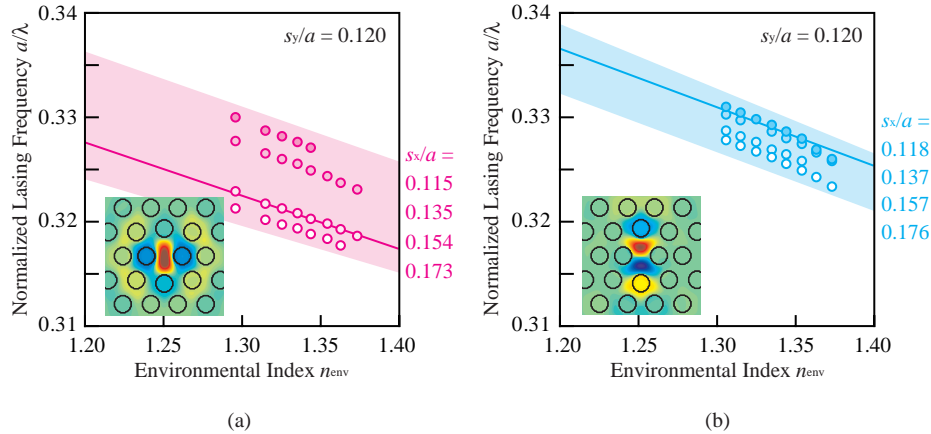 0.34
0.33
0.32
0.31
Normalized Lasing Frequency a/λ
sy/a = 0.120
sx/a =
0.115
0.135
0.154
0.173
1.20 1.25 1.30 1.35 1.40
Environmental Index nenv
(a)
0.34
0.33
0.32
0.31
Normalized Lasing Frequency a/λ
sy/a = 0.120
sx/a =
0.118
0.137
0.157
0.176
1.20 1.25 1.30 1.35 1.40
Environmental Index nenv
(b)